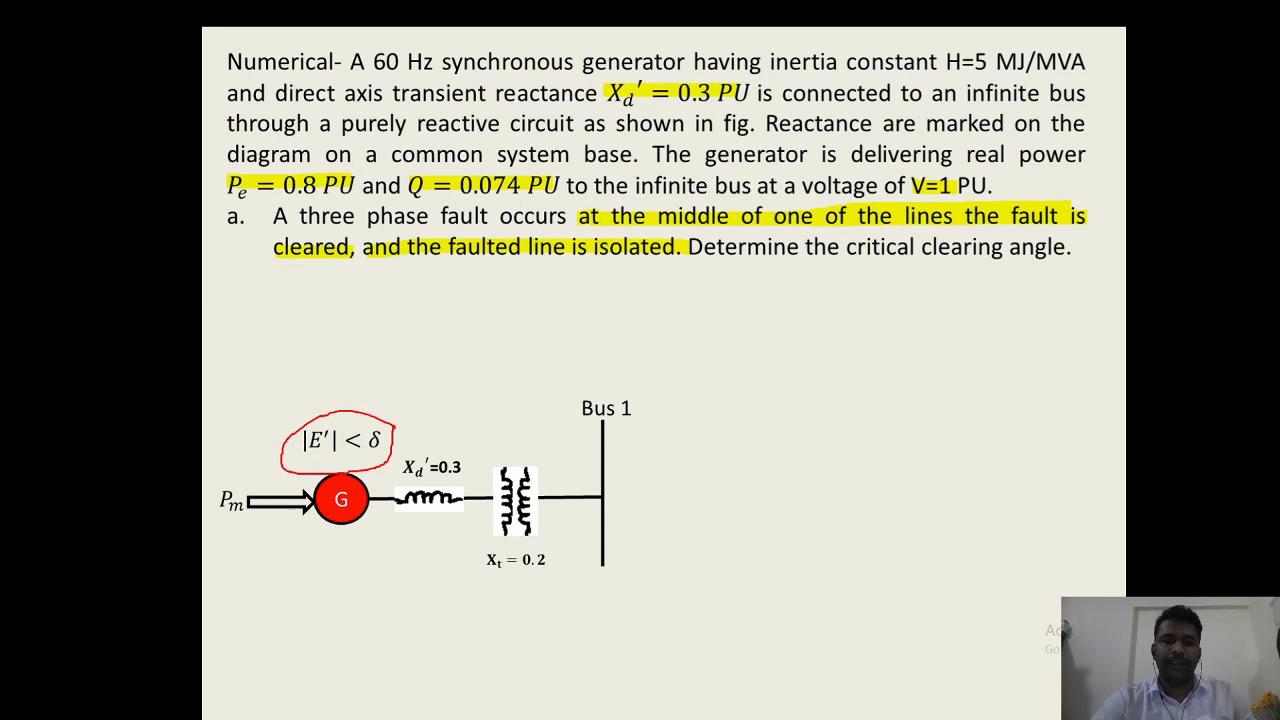 Numerical- A 60 Hz synchronous generator having inertia constant H=5 MJ/MVA
and direct axis transient reactance X_d' = 0.3 PU is connected to an infinite bus
through a purely reactive circuit as shown in fig. Reactance are marked on the
diagram on a common system base. The generator is delivering real power
P_e = 0.8 PU and Q = 0.074 PU to the infinite bus at a voltage of V=1 PU.
a. A three phase fault occurs at the middle of one of the lines the fault is
cleared, and the faulted line is isolated. Determine the critical clearing angle.
Bus 1
|E'| < δ
X_d'=0.3
P_m
G
X_t = 0.2